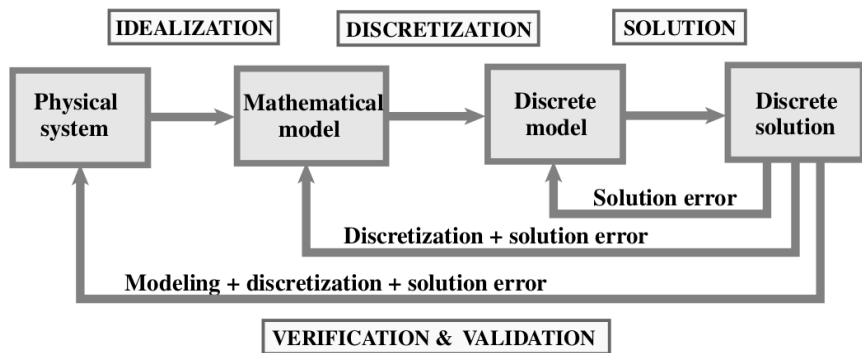 IDEALIZATION DISCRETIZATION SOLUTION
Physical system
Mathematical model
Discrete model
Discrete solution
Solution error
Discretization + solution error
Modeling + discretization + solution error
VERIFICATION & VALIDATION